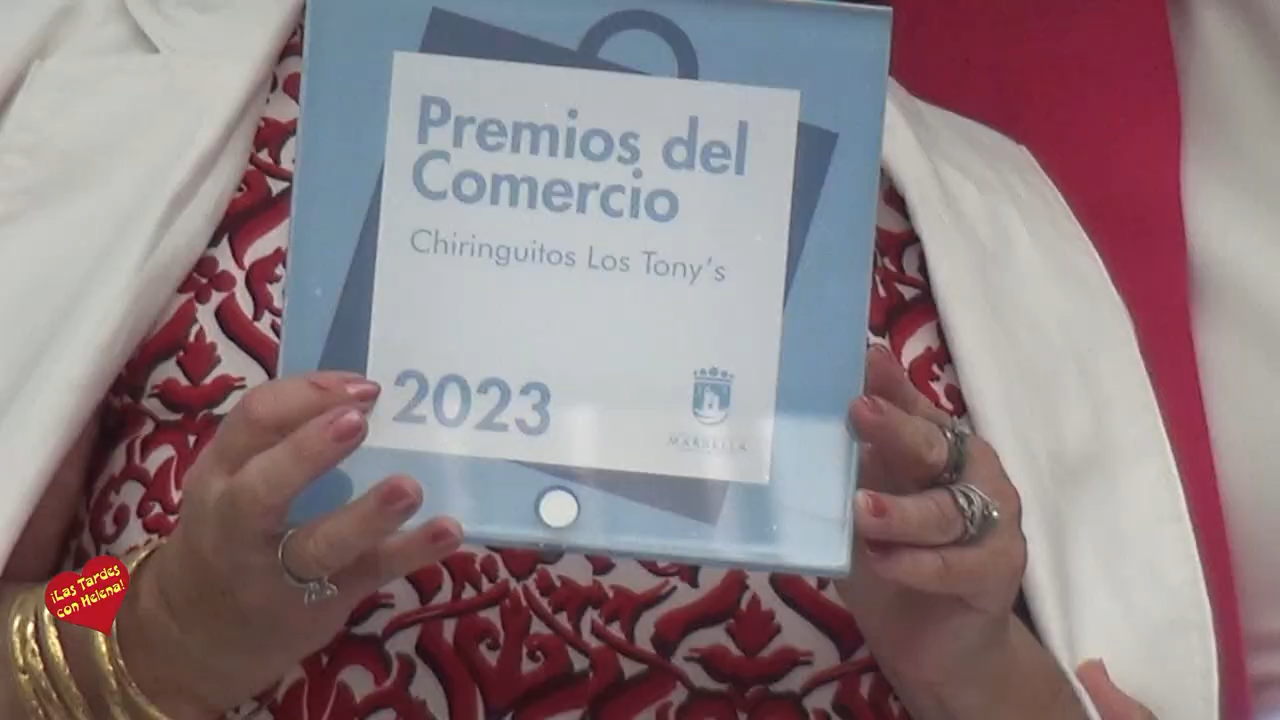 Premios del
Comercio
Chiringuitos Los Tony's
2023
MARBELLA
¡Las Tardes
con Helena!